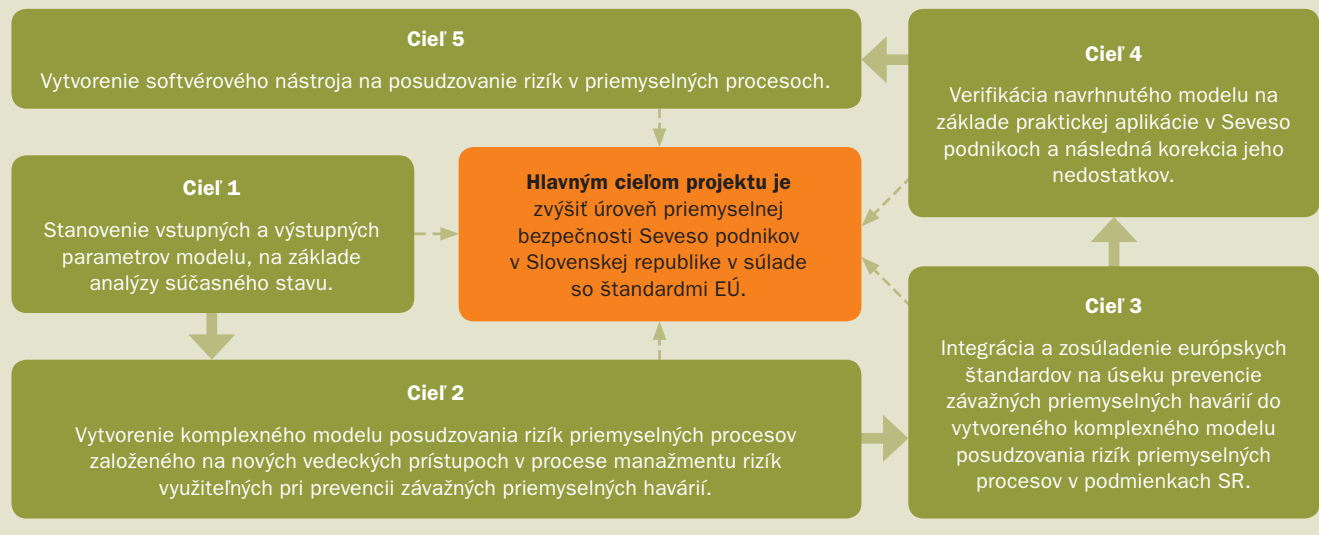 Cieľ 5
Vytvorenie softvérového nástroja na posudzovanie rizík v priemyselných procesoch.
Cieľ 4
Verifikácia navrhnutého modelu na
základe praktickej aplikácie v Seveso
podnikoch a následná korekcia jeho
nedostatkov.
Cieľ 1
Stanovenie vstupných a výstupných
parametrov modelu, na základe
analýzy súčasného stavu.
Hlavným cieľom projektu je
zvýšiť úroveň priemyselnej
bezpečnosti Seveso podnikov
v Slovenskej republike v súlade
so štandardmi EÚ.
Cieľ 3
Integrácia a zosúladenie európskych
štandardov na úseku prevencie
závažných priemyselných havárií do
vytvoreného komplexného modelu
posudzovania rizík priemyselných
procesov v podmienkach SR.
Cieľ 2
Vytvorenie komplexného modelu posudzovania rizík priemyselných procesov
založeného na nových vedeckých prístupoch v procese manažmentu rizík
využiteľných pri prevencii závažných priemyselných havárií.